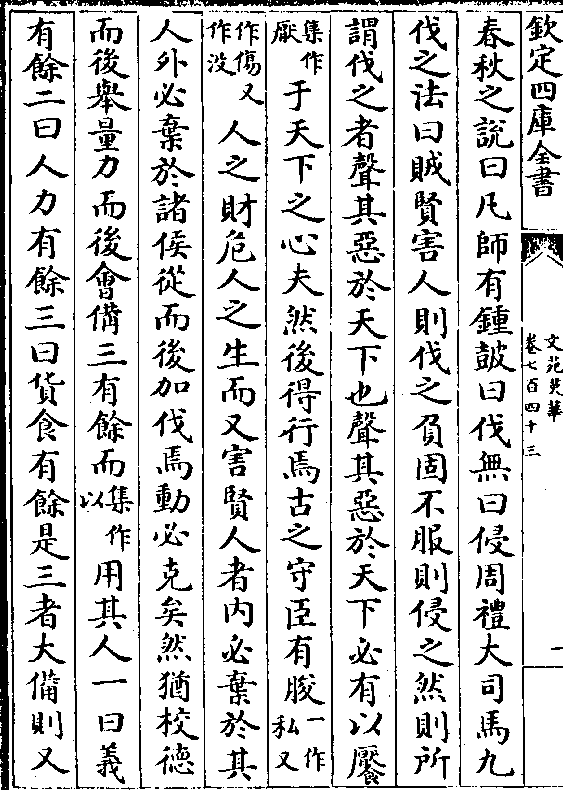 欽定四庫全書
文苑英華
卷七百四十三
一
春秋之說曰凡師有鍾鼓曰伐無曰侵周禮大司馬九
伐之法曰賊賢害人則伐之負固不服則侵之然則所
謂伐之者聲其惡於天下也聲其惡於天下必有以饜
集作厭于天下之心夫然後得行焉古之守臣有朘一作私又
作傷又作没人之財危人之生而又害賢人者内必棄於其
人外必棄於諸侯從而後加伐焉動必克矣然猶校德
而後舉量力而後會備三有餘而集作以用其人一曰義
有餘二曰人力有餘三曰貨食有餘是三者大備則又